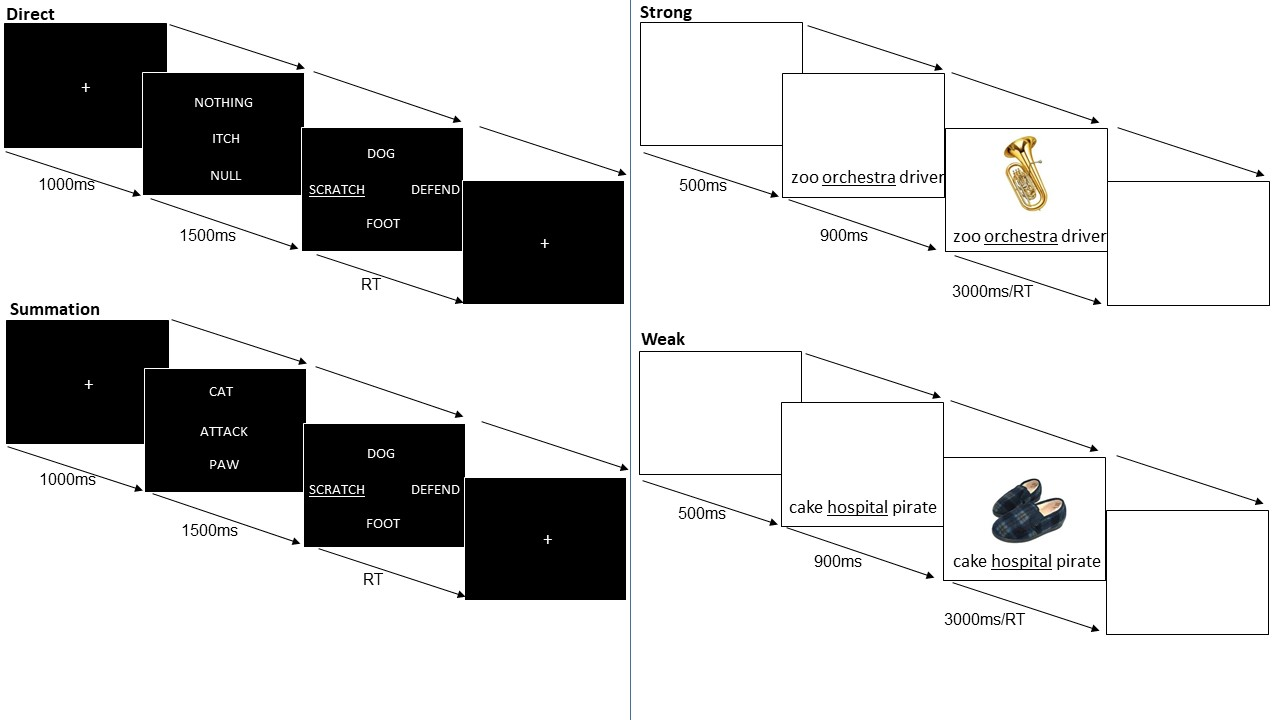 Direct
+
NOTHING
ITCH
NULL
DOG
SCRATCH DEFEND
FOOT
+
1000ms
1500ms
RT
Summation
+
CAT
ATTACK
PAW
DOG
SCRATCH DEFEND
FOOT
+
1000ms
1500ms
RT
Strong
zoo orchestra driver
zoo orchestra driver
500ms
900ms
3000ms/RT
Weak
cake hospital pirate
cake hospital pirate
500ms
900ms
3000ms/RT